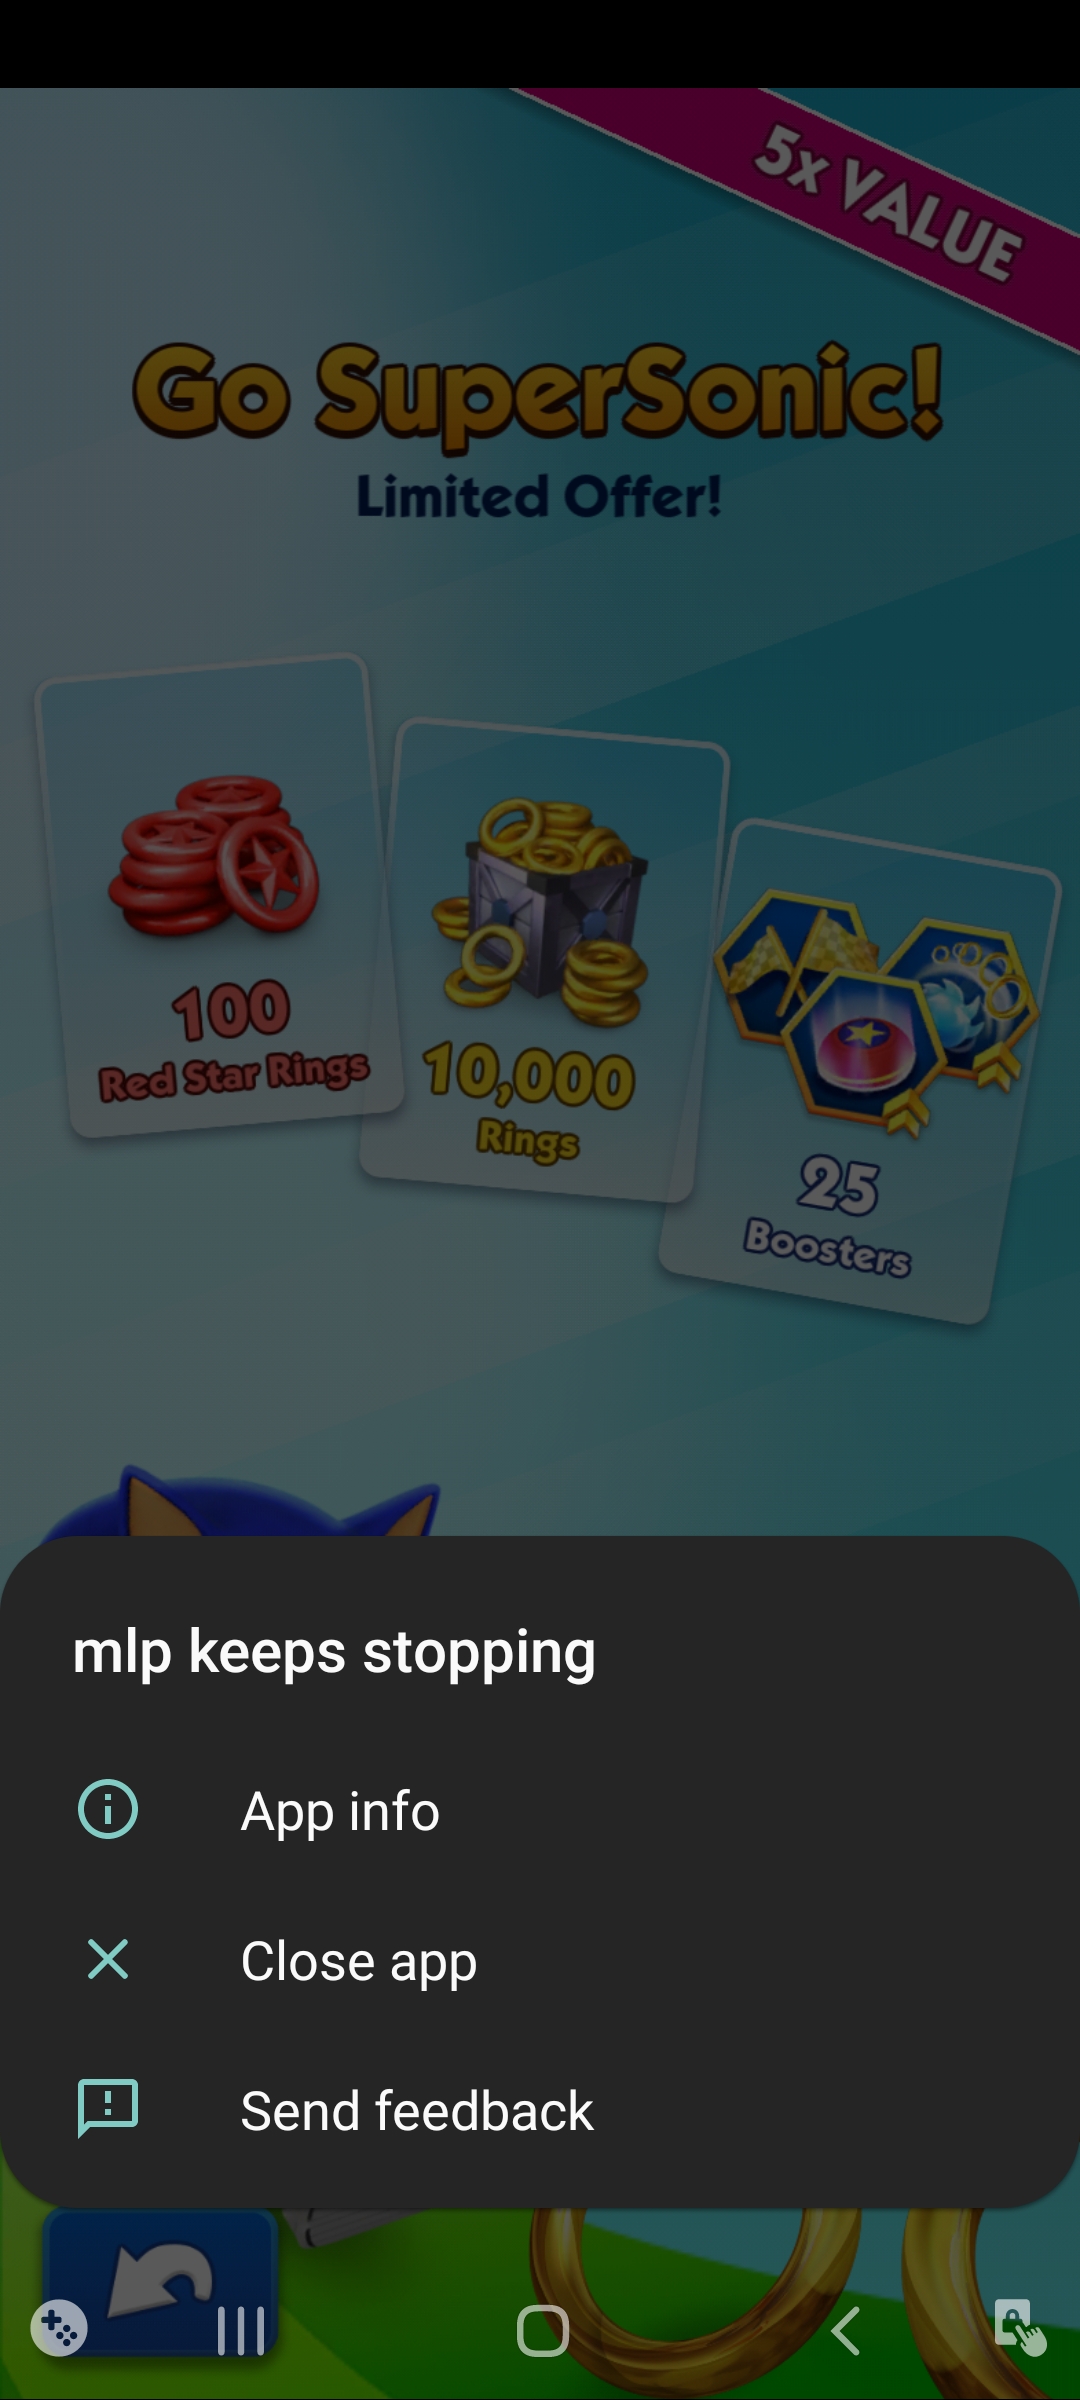 5x VALUE
Go SuperSonic!
Limited Offer!
100
Red Star Rings
10,000
Rings
25
Boosters
mlp keeps stopping
App info
Close app
Send feedback